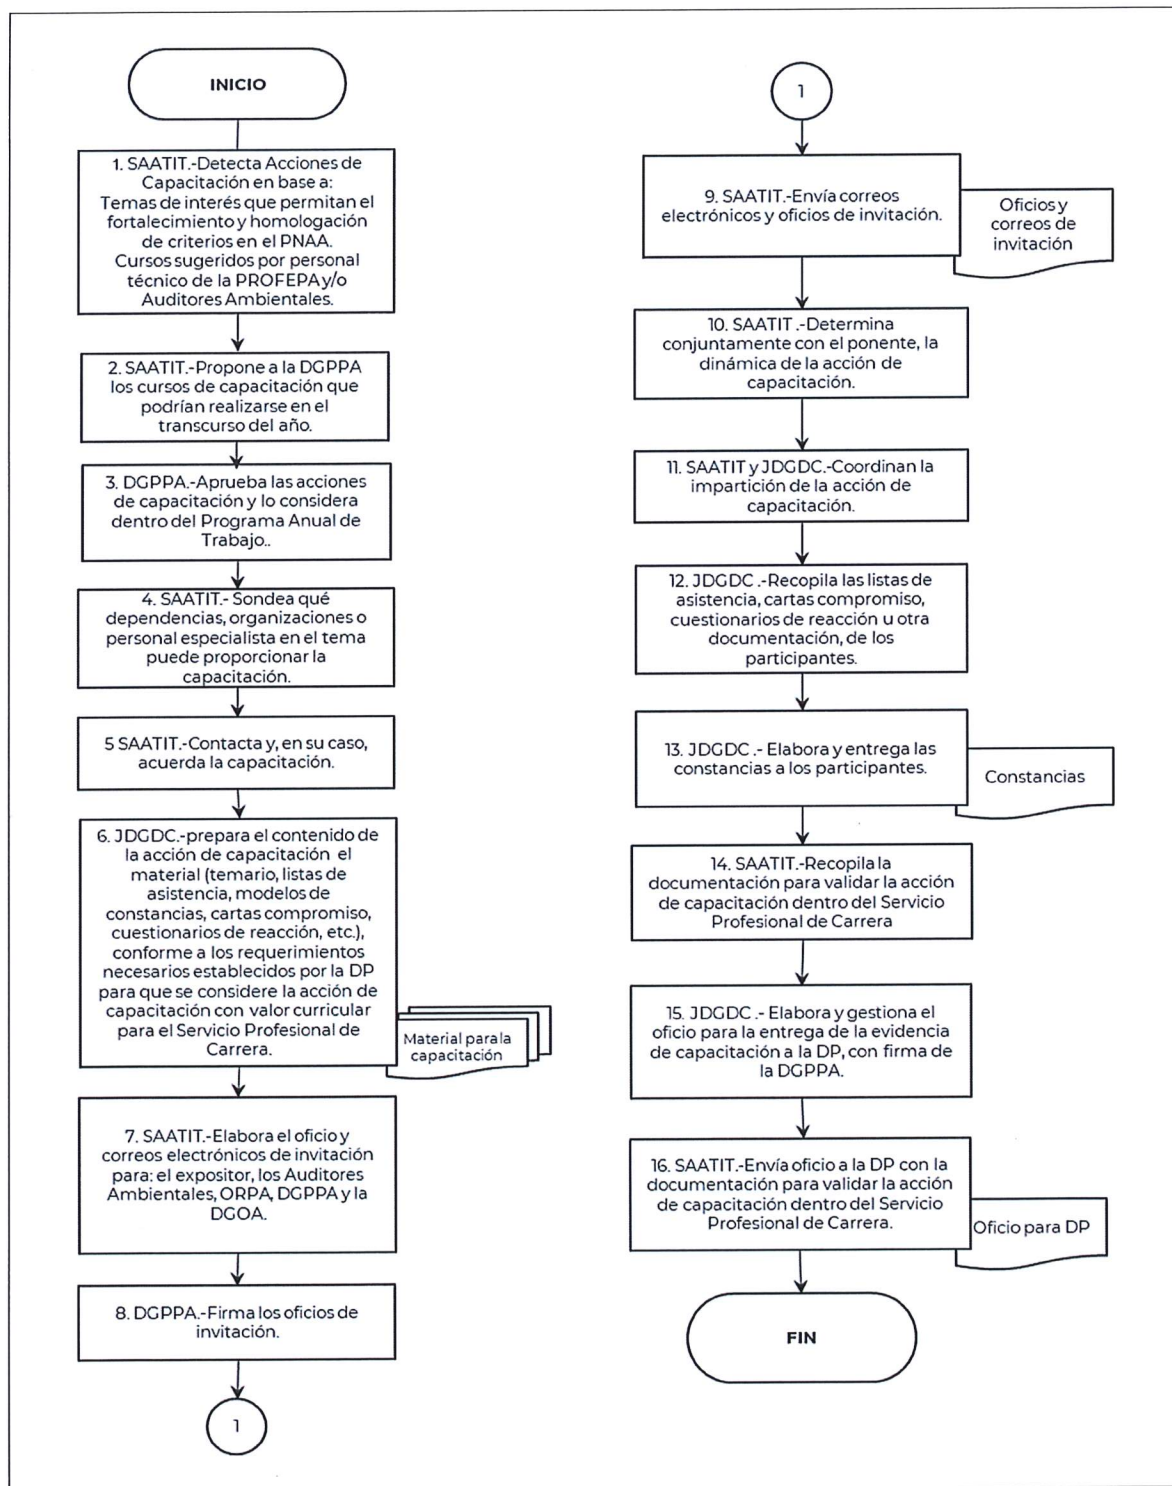 INICIO
1. SAATIT.-Detecta Acciones de
Capacitación en base a:
Temas de interés que permitan el
fortalecimiento y homologación
de criterios en el PNAA.
Cursos sugeridos por personal
técnico de la PROFEPA y/o
Auditores Ambientales.
2. SAATIT.-Propone a la DGPPA
los cursos de capacitación que
podrían realizarse en el
transcurso del año.
3. DGPPA.-Aprueba las acciones
de capacitación y lo considera
dentro del Programa Anual de
Trabajo..
4. SAATIT.- Sondea qué
dependencias, organizaciones o
personal especialista en el tema
puede proporcionar la
capacitación.
5 SAATIT.-Contacta y, en su caso,
acuerda la capacitación.
6. JDGDC.-prepara el contenido de
la acción de capacitación el
material (temario, listas de
asistencia, modelos de
constancias, cartas compromiso,
cuestionarios de reacción, etc.),
conforme a los requerimientos
necesarios establecidos por la DP
para que se considere la acción de
capacitación con valor curricular
para el Servicio Profesional de
Carrera.
Material para la
capacitación
7. SAATIT.-Elabora el oficio y
correos electrónicos de invitación
para: el expositor, los Auditores
Ambientales, ORPA, DGPPA y la
DGOA.
8. DGPPA.-Firma los oficios de
invitación.
1
1
9. SAATIT.-Envía correos
electrónicos y oficios de invitación.
Oficios y
correos de
invitación
10. SAATIT .-Determina
conjuntamente con el ponente, la
dinámica de la acción de
capacitación.
11. SAATIT y JDGDC.-Coordinan la
impartición de la acción de
capacitación.
12. JDGDC .-Recopila las listas de
asistencia, cartas compromiso,
cuestionarios de reacción u otra
documentación, de los
participantes.
13. JDGDC .- Elabora y entrega las
constancias a los participantes.
Constancias
14. SAATIT.-Recopila la
documentación para validar la acción
de capacitación dentro del Servicio
Profesional de Carrera
15. JDGDC .- Elabora y gestiona el
oficio para la entrega de la evidencia
de capacitación a la DP, con firma de
la DGPPA.
16. SAATIT.-Envía oficio a la DP con la
documentación para validar la acción
de capacitación dentro del Servicio
Profesional de Carrera.
Oficio para DP
FIN